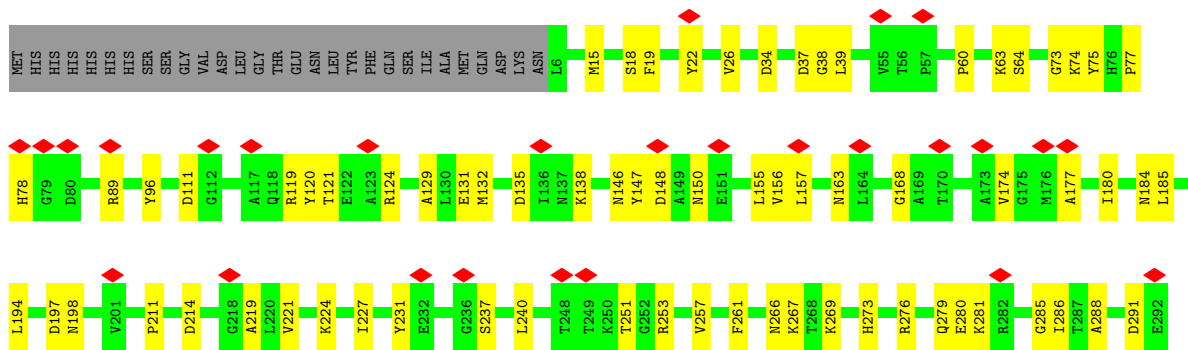 MET HIS HIS HIS HIS HIS HIS SER SER GLY VAL ASP LEU GLY THR GLU ASN LEU TYR PHE GLN SER ILE ALA MET GLN ASP LYS ASN L6 M15 S18 F19 Y22 V26 D34 D37 G38 L39 V55 T56 P57 P60 K63 S64 G73 K74 Y75 H76 P77
H78 G79 D80 R89 Y96 D111 G112 A117 Q118 R119 Y120 T121 E122 A123 R124 A129 L130 E131 M132 D135 I136 N137 K138 N146 Y147 D148 A149 N150 E151 L155 V156 L157 N163 L164 G168 A169 T170 A173 V174 G175 M176 A177 I180 N184 L185
L194 D197 N198 V201 P211 D214 G218 A219 L220 V221 K224 I227 Y231 E232 G236 S237 L240 T248 T249 K250 T251 G252 R253 V257 F261 N266 K267 T268 K269 H273 R276 Q279 E280 K281 R282 G285 I286 T287 A288 D291 E292